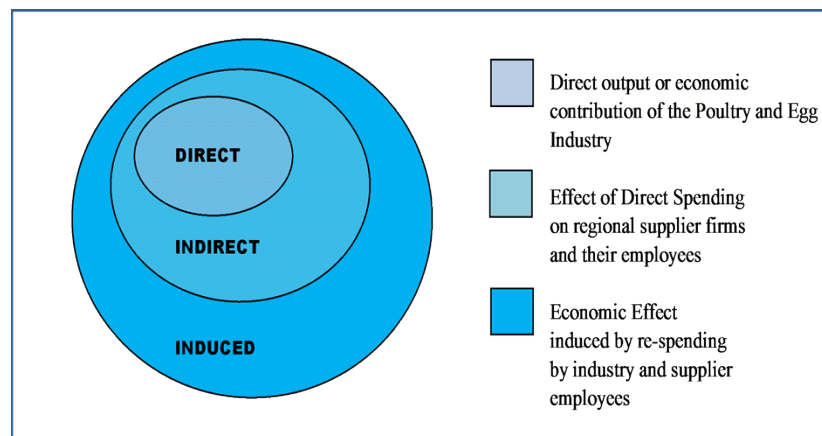 DIRECT
INDIRECT
INDUCED
Direct output or economic
contribution of the Poultry and Egg
Industry
Effect of Direct Spending
on regional supplier firms
and their employees
Economic Effect
induced by re-spending
by industry and supplier
employees